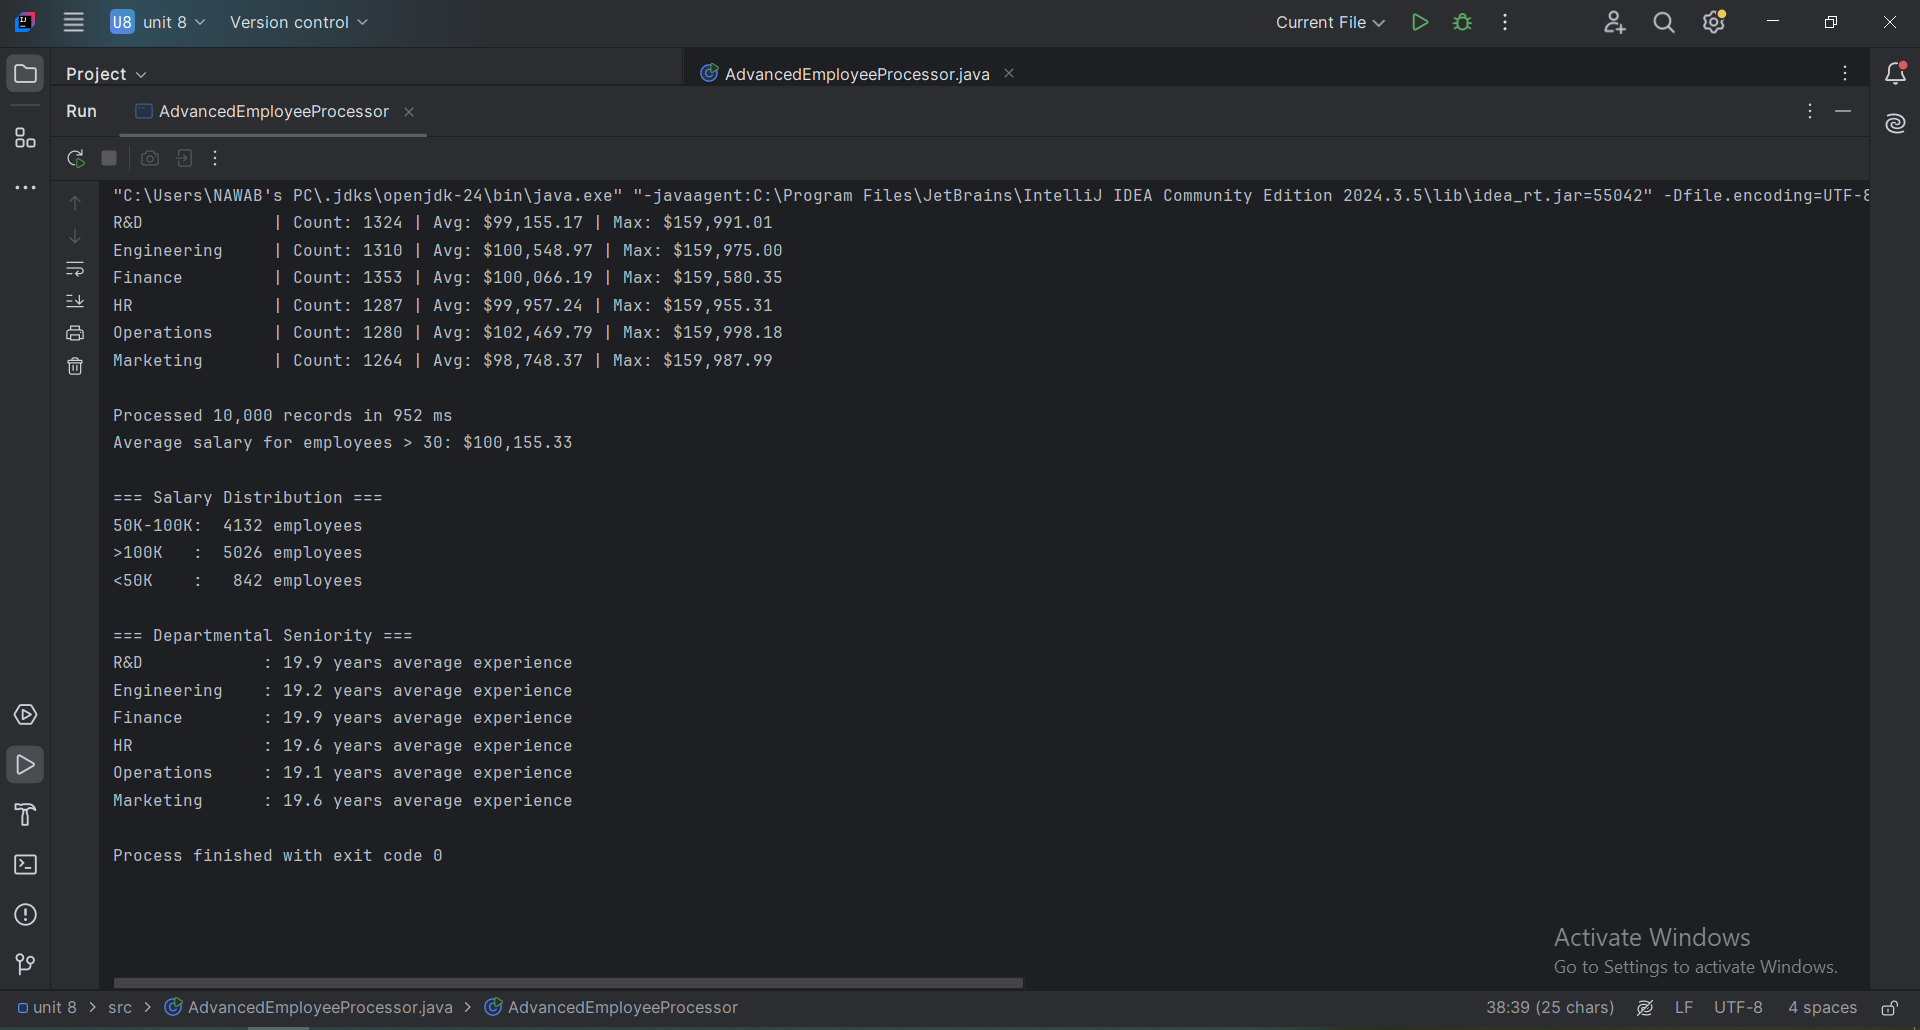 U8 unit 8 Version control Current File
Project AdvancedEmployeeProcessor.java
Run AdvancedEmployeeProcessor
"C:\Users\NAWAB's PC\.jdks\openjdk-24\bin\java.exe" "-javaagent:C:\Program Files\JetBrains\IntelliJ IDEA Community Edition 2024.3.5\lib\idea_rt.jar=55042" -Dfile.encoding=UTF-8
R&D | Count: 1324 | Avg: $99,155.17 | Max: $159,991.01
Engineering | Count: 1310 | Avg: $100,548.97 | Max: $159,975.00
Finance | Count: 1353 | Avg: $100,066.19 | Max: $159,580.35
HR | Count: 1287 | Avg: $99,957.24 | Max: $159,955.31
Operations | Count: 1280 | Avg: $102,469.79 | Max: $159,998.18
Marketing | Count: 1264 | Avg: $98,748.37 | Max: $159,987.99
Processed 10,000 records in 952 ms
Average salary for employees > 30: $100,155.33
=== Salary Distribution ===
50K-100K: 4132 employees
>100K : 5026 employees
<50K : 842 employees
=== Departmental Seniority ===
R&D : 19.9 years average experience
Engineering : 19.2 years average experience
Finance : 19.9 years average experience
HR : 19.6 years average experience
Operations : 19.1 years average experience
Marketing : 19.6 years average experience
Process finished with exit code 0
Activate Windows
Go to Settings to activate Windows.
unit 8 > src > AdvancedEmployeeProcessor.java > AdvancedEmployeeProcessor 38:39 (25 chars) LF UTF-8 4 spaces